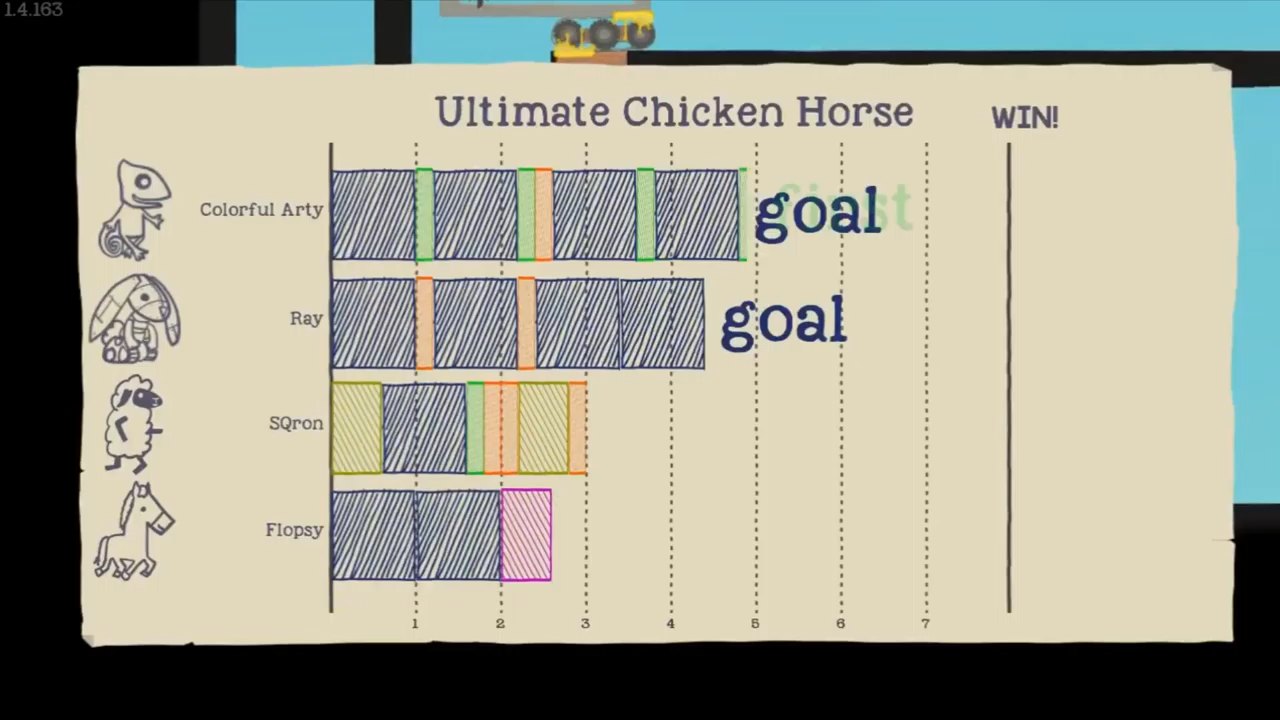 1.4.163
Ultimate Chicken Horse
WIN!
Colorful Arty
goal
first
Ray
goal
SQron
Flopsy
1 2 3 4 5 6 7